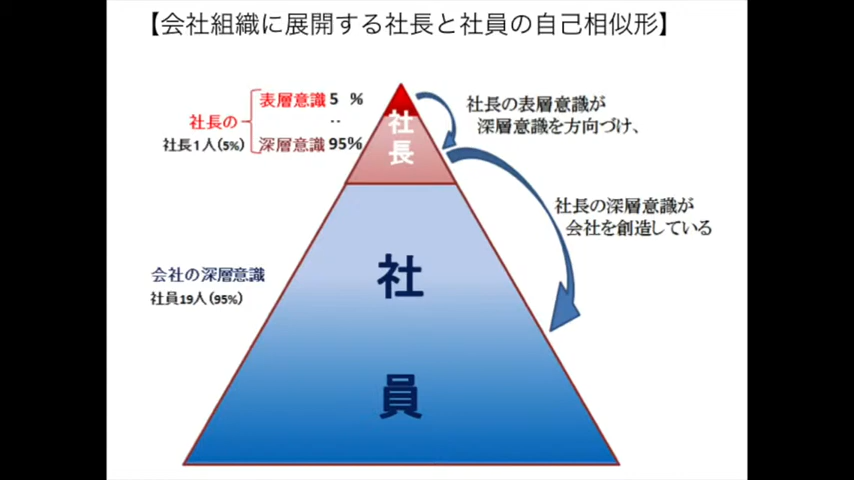 【会社組織に展開する社長と社員の自己相似形】
表層意識 5 %
社長の
:
社長1人(5%)
深層意識 95%
社長
社長の表層意識が
深層意識を方向づけ、
社長の深層意識が
会社を創造している
会社の深層意識
社員19人(95%)
社員